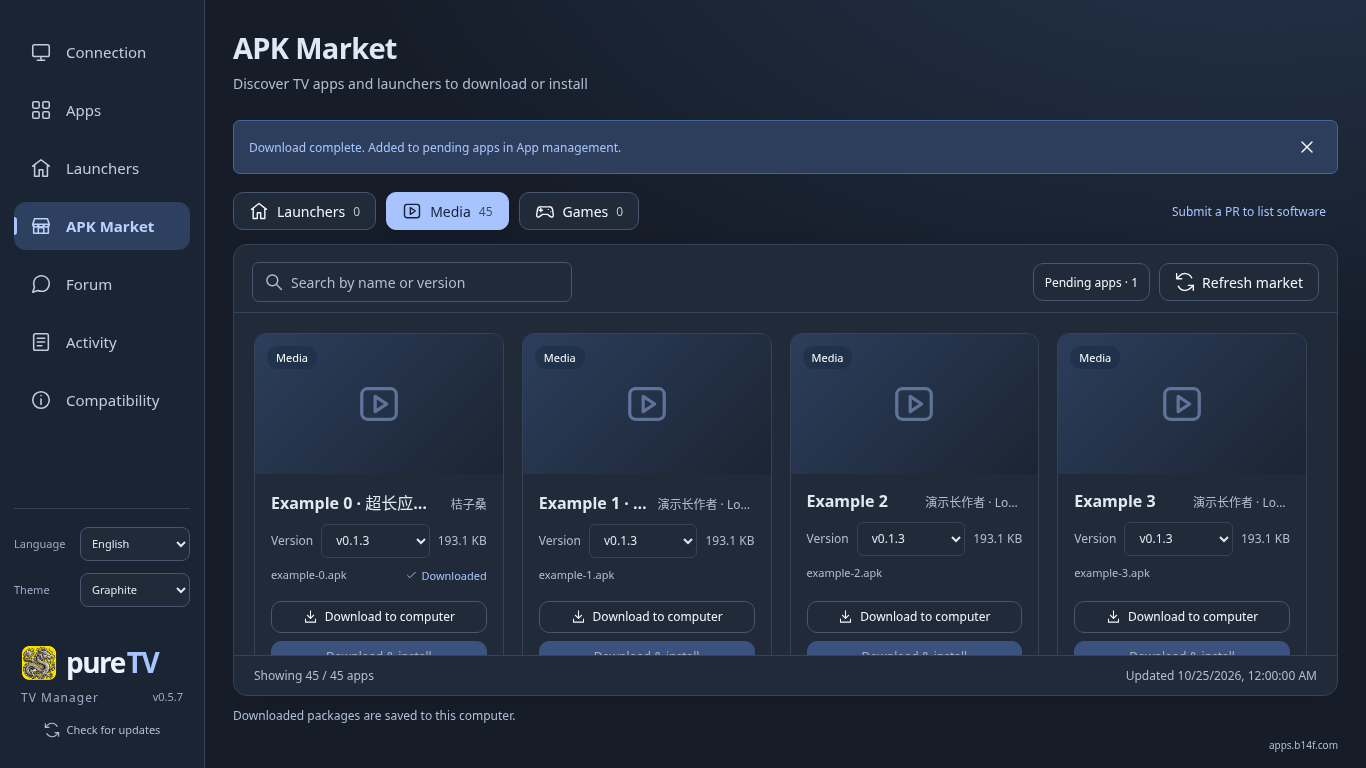 Connection
Apps
Launchers
APK Market
Forum
Activity
Compatibility
Language English
Theme Graphite
pureTV
TV Manager v0.5.7
Check for updates
APK Market
Discover TV apps and launchers to download or install
Download complete. Added to pending apps in App management.
Launchers 0 Media 45 Games 0 Submit a PR to list software
Search by name or version Pending apps · 1 Refresh market
Media Media Media Media
Example 0 · 超长应… 桔子桑 Example 1 · … 演示长作者 · Lo… Example 2 演示长作者 · Lo… Example 3 演示长作者 · Lo…
Version v0.1.3 193.1 KB Version v0.1.3 193.1 KB Version v0.1.3 193.1 KB Version v0.1.3 193.1 KB
example-0.apk Downloaded example-1.apk example-2.apk example-3.apk
Download to computer Download to computer Download to computer Download to computer
Download & install Download & install Download & install Download & install
Showing 45 / 45 apps Updated 10/25/2026, 12:00:00 AM
Downloaded packages are saved to this computer.
apps.b14f.com